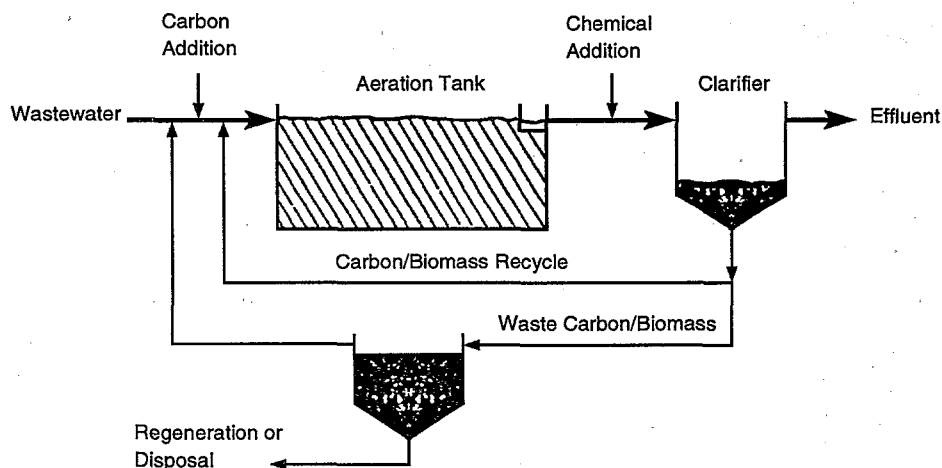 Carbon
Addition
Chemical
Addition
Aeration Tank
Clarifier
Wastewater
Effluent
Carbon/Biomass Recycle
Waste Carbon/Biomass
Regeneration or
Disposal